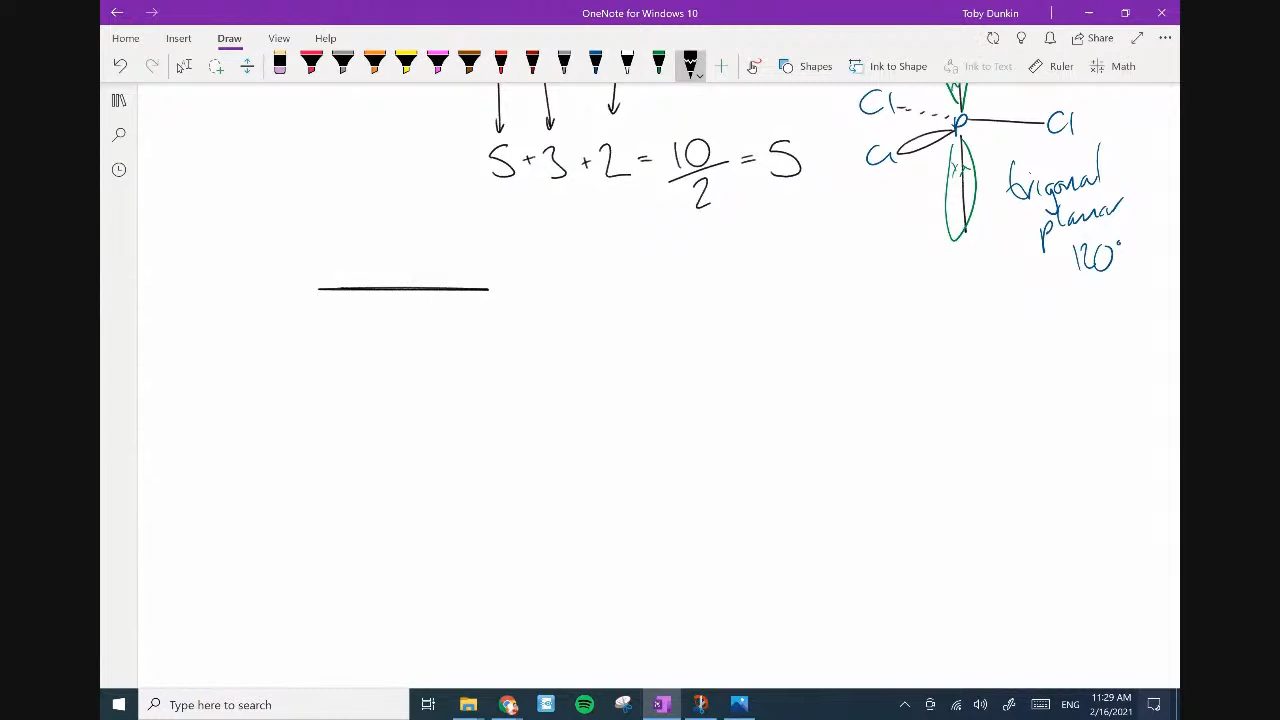 OneNote for Windows 10
Toby Dunkin
Home Insert Draw View Help
Share
Shapes Ink to Shape Ink to Text Ruler Math
Cl
P
Cl
Cl
5 + 3 + 2 = 10/2 = 5
xx
trigonal
planar
120°
Type here to search
ENG
11:29 AM
2/16/2021